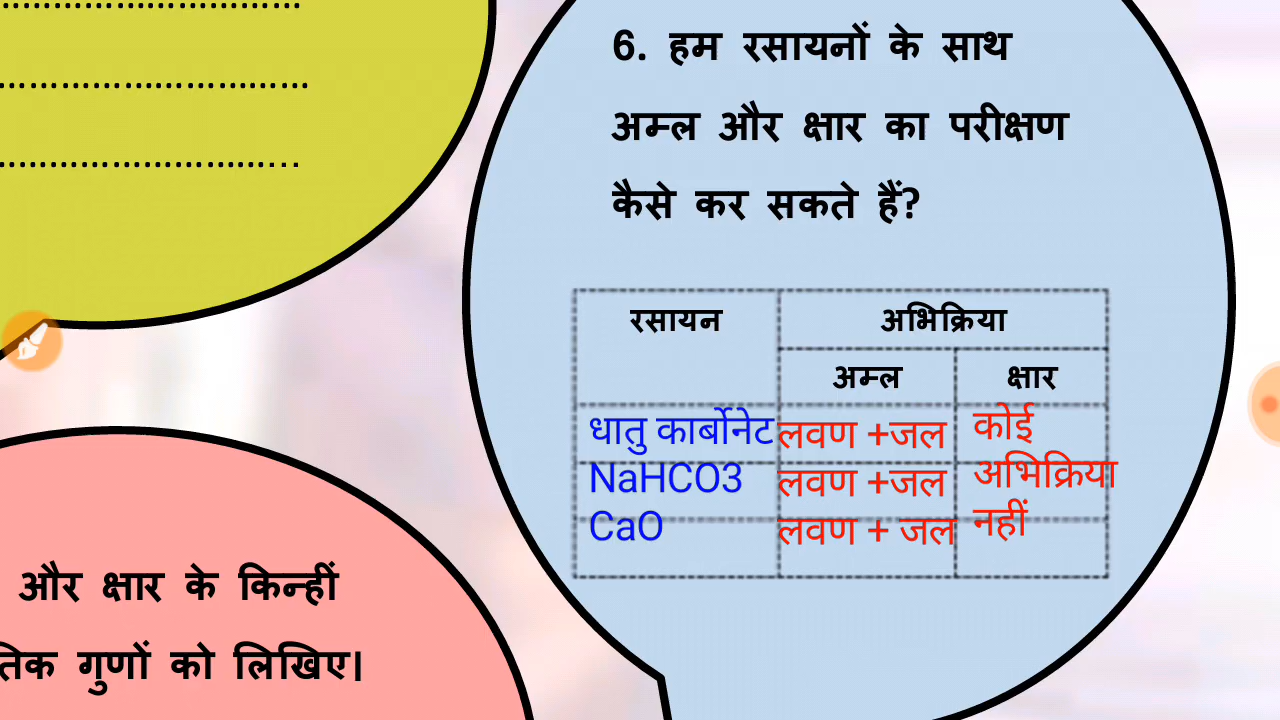 6. हम रसायनों के साथ
अम्ल और क्षार का परीक्षण
कैसे कर सकते हैं?
रसायन अभिक्रिया
अम्ल क्षार
धातु कार्बोनेट लवण +जल कोई
NaHCO3 लवण +जल अभिक्रिया
CaO लवण + जल नहीं
और क्षार के किन्हीं
तिक गुणों को लिखिए।